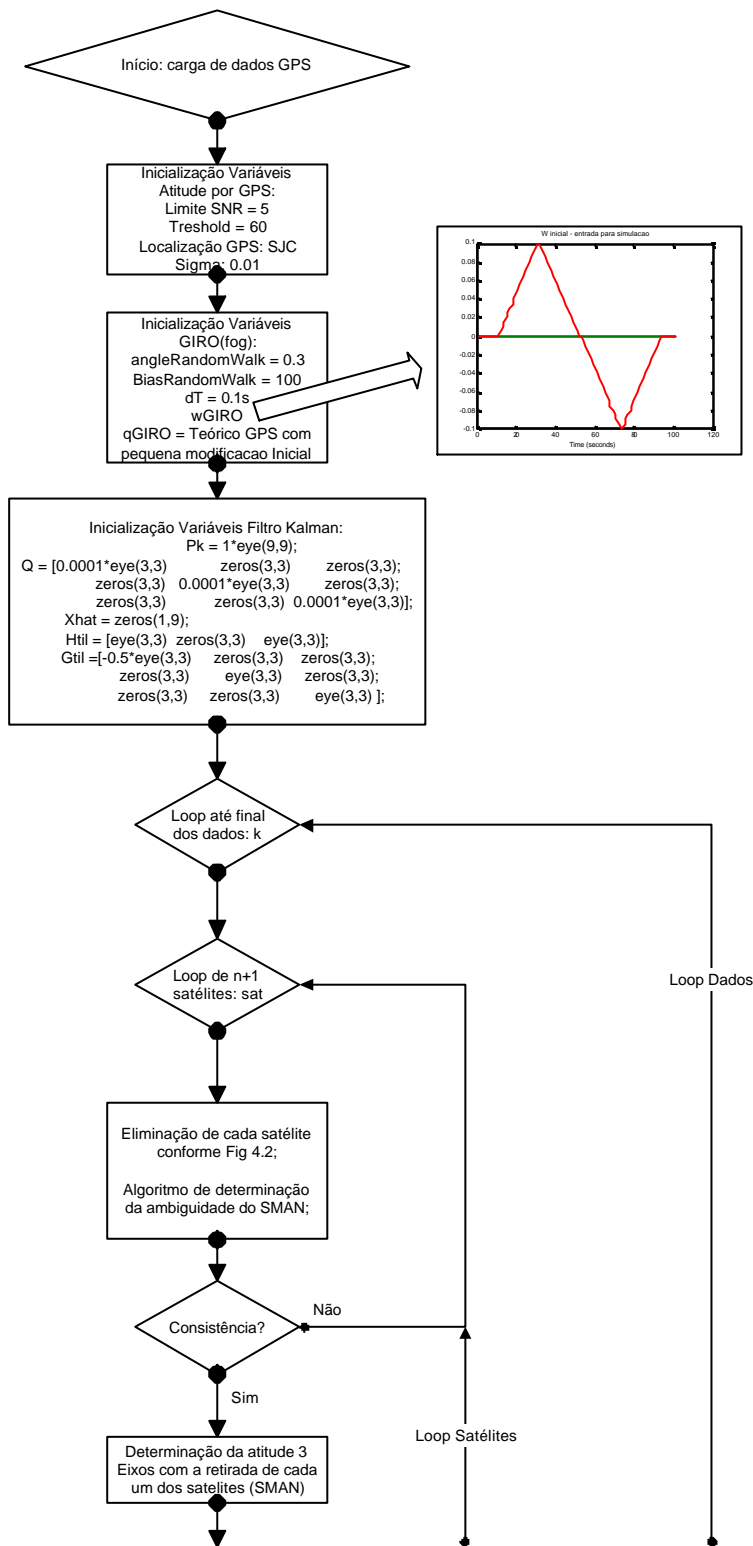 Início: carga de dados GPS
Inicialização Variáveis
Atitude por GPS:
Limite SNR = 5
Treshold = 60
Localização GPS: SJC
Sigma: 0.01
Inicialização Variáveis
GIRO(fog):
angleRandomWalk = 0.3
BiasRandomWalk = 100
dT = 0.1s
wGIRO
qGIRO = Teórico GPS com
pequena modificacao Inicial
W inicial - entrada para simulacao
0.1
0.08
0.06
0.04
0.02
0
-0.02
-0.04
-0.06
-0.08
-0.1
0 20 40 60 80 100 120
Time (seconds)
Inicialização Variáveis Filtro Kalman:
Pk = 1*eye(9,9);
Q = [0.0001*eye(3,3) zeros(3,3) zeros(3,3);
zeros(3,3) 0.0001*eye(3,3) zeros(3,3);
zeros(3,3) zeros(3,3) 0.0001*eye(3,3)];
Xhat = zeros(1,9);
Htil = [eye(3,3) zeros(3,3) eye(3,3)];
Gtil =[-0.5*eye(3,3) zeros(3,3) zeros(3,3);
zeros(3,3) eye(3,3) zeros(3,3);
zeros(3,3) zeros(3,3) eye(3,3) ];
Loop até final
dos dados: k
Loop de n+1
satélites: sat
Loop Dados
Eliminação de cada satélite
conforme Fig 4.2;
Algoritmo de determinação
da ambiguidade do SMAN;
Consistência?
Não
Sim
Loop Satélites
Determinação da atitude 3
Eixos com a retirada de cada
um dos satelites (SMAN)